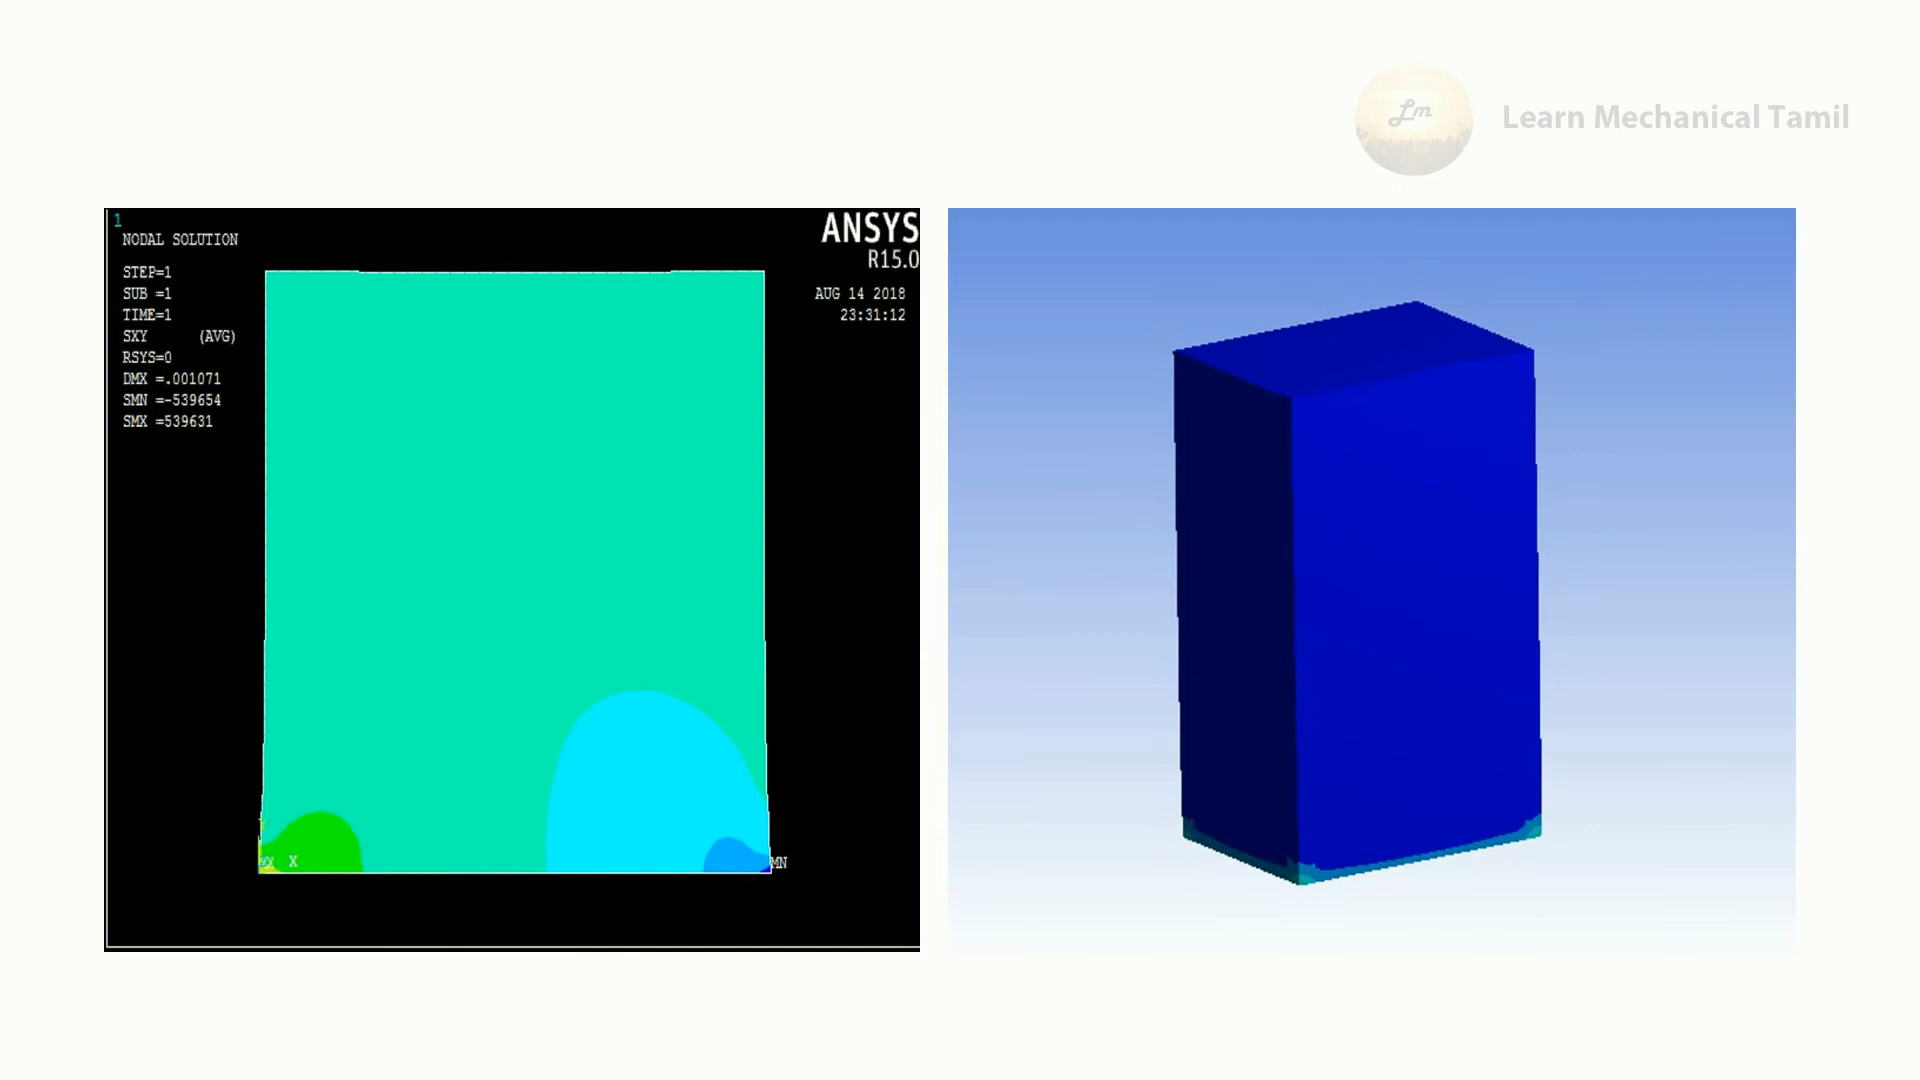 Lm
Learn Mechanical Tamil
1
NODAL SOLUTION
STEP=1
SUB =1
TIME=1
SXY (AVG)
RSYS=0
DMX =.001071
SMN =-539654
SMX =539631
ANSYS
R15.0
AUG 14 2018
23:31:12
Y
X
MN